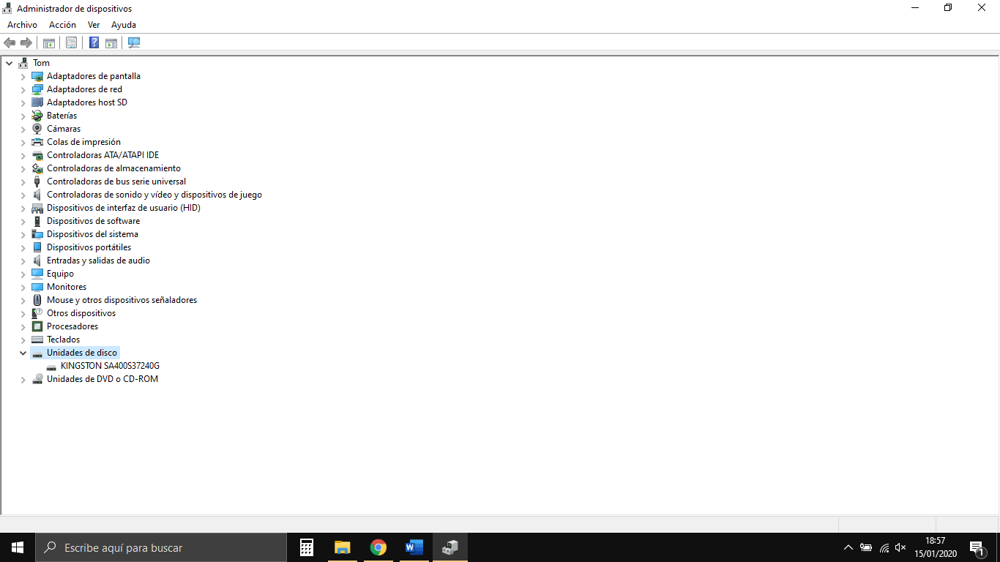 Administrador de dispositivos
Archivo Acción Ver Ayuda
Tom
Adaptadores de pantalla
Adaptadores de red
Adaptadores host SD
Baterías
Cámaras
Colas de impresión
Controladoras ATA/ATAPI IDE
Controladoras de almacenamiento
Controladoras de bus serie universal
Controladoras de sonido y vídeo y dispositivos de juego
Dispositivos de interfaz de usuario (HID)
Dispositivos de software
Dispositivos del sistema
Dispositivos portátiles
Entradas y salidas de audio
Equipo
Monitores
Mouse y otros dispositivos señaladores
Otros dispositivos
Procesadores
Teclados
Unidades de disco
KINGSTON SA400S37240G
Unidades de DVD o CD-ROM
Escribe aquí para buscar
18:57
15/01/2020
1